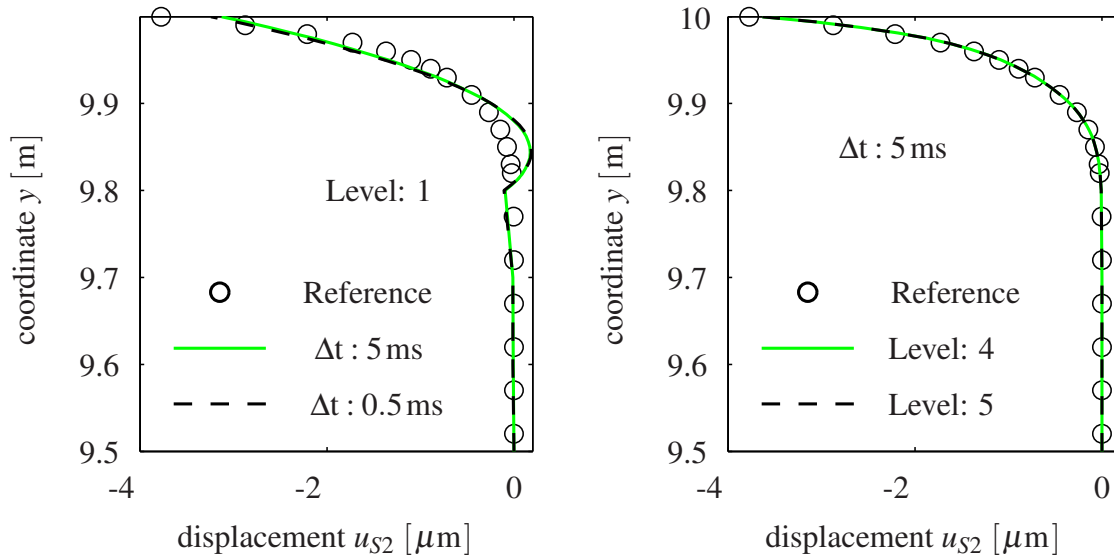 9.9
9.8
9.7
9.6
9.5
-4
-2
0
coordinate y [m]
displacement uS2 [μm]
Level: 1
Reference
Δt : 5 ms
Δt : 0.5 ms
10
9.9
9.8
9.7
9.6
9.5
-4
-2
0
coordinate y [m]
displacement uS2 [μm]
Δt : 5 ms
Reference
Level: 4
Level: 5